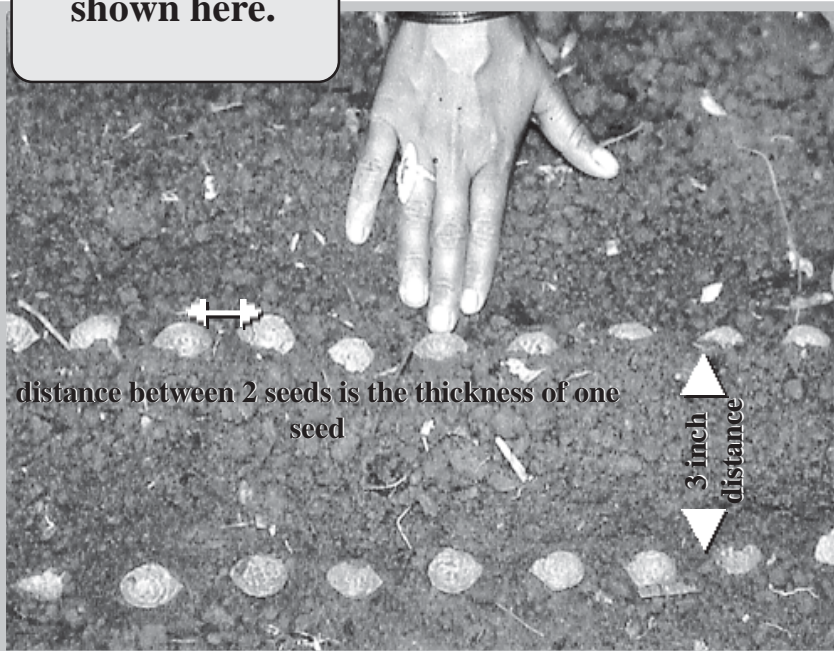 shown here.
distance between 2 seeds is the thickness of one
seed
3 inch
distance